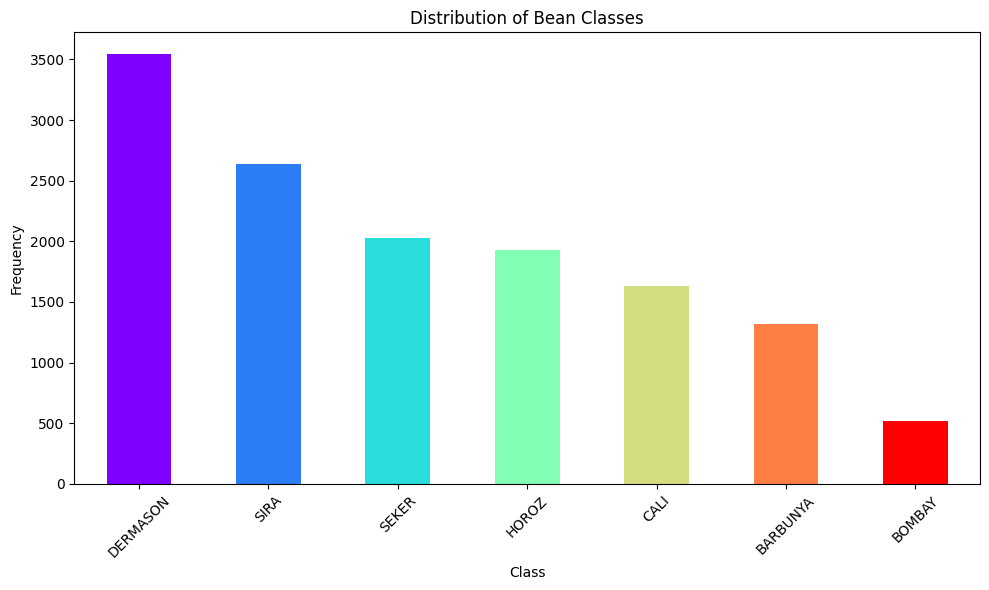 Distribution of Bean Classes
3500
3000
2500
2000
1500
1000
500
0
Frequency
DERMASON
SIRA
SEKER
HOROZ
CALI
BARBUNYA
BOMBAY
Class